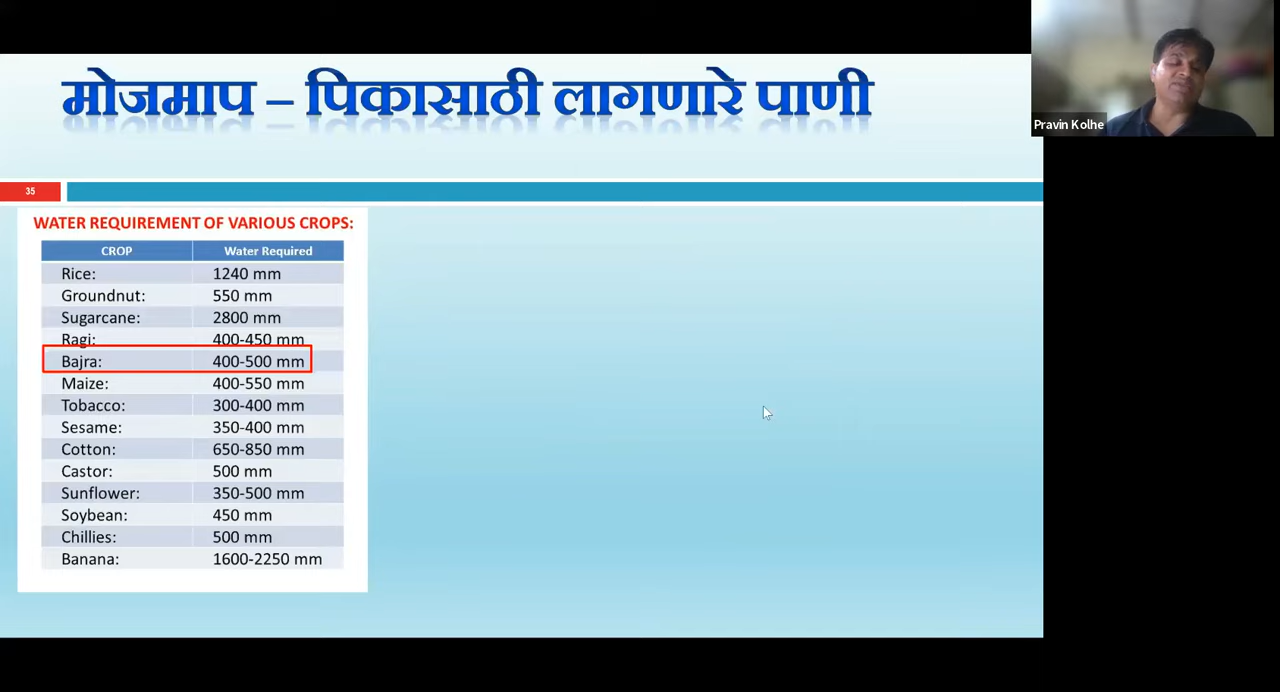 मोजमाप – पिकासाठी लागणारे पाणी
Pravin Kolhe
35
WATER REQUIREMENT OF VARIOUS CROPS:
CROP Water Required
Rice: 1240 mm
Groundnut: 550 mm
Sugarcane: 2800 mm
Ragi: 400-450 mm
Bajra: 400-500 mm
Maize: 400-550 mm
Tobacco: 300-400 mm
Sesame: 350-400 mm
Cotton: 650-850 mm
Castor: 500 mm
Sunflower: 350-500 mm
Soybean: 450 mm
Chillies: 500 mm
Banana: 1600-2250 mm